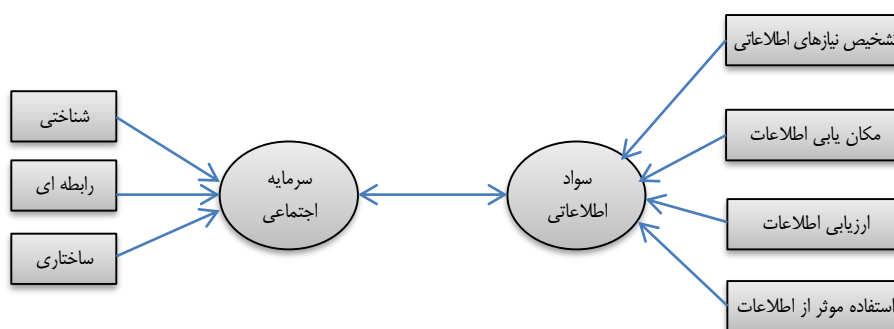 تشخیص نیازهای اطلاعاتی
مکان یابی اطلاعات
ارزیابی اطلاعات
استفاده موثر از اطلاعات
سواد
اطلاعاتی
سرمایه
اجتماعی
شناختی
رابطه ای
ساختاری